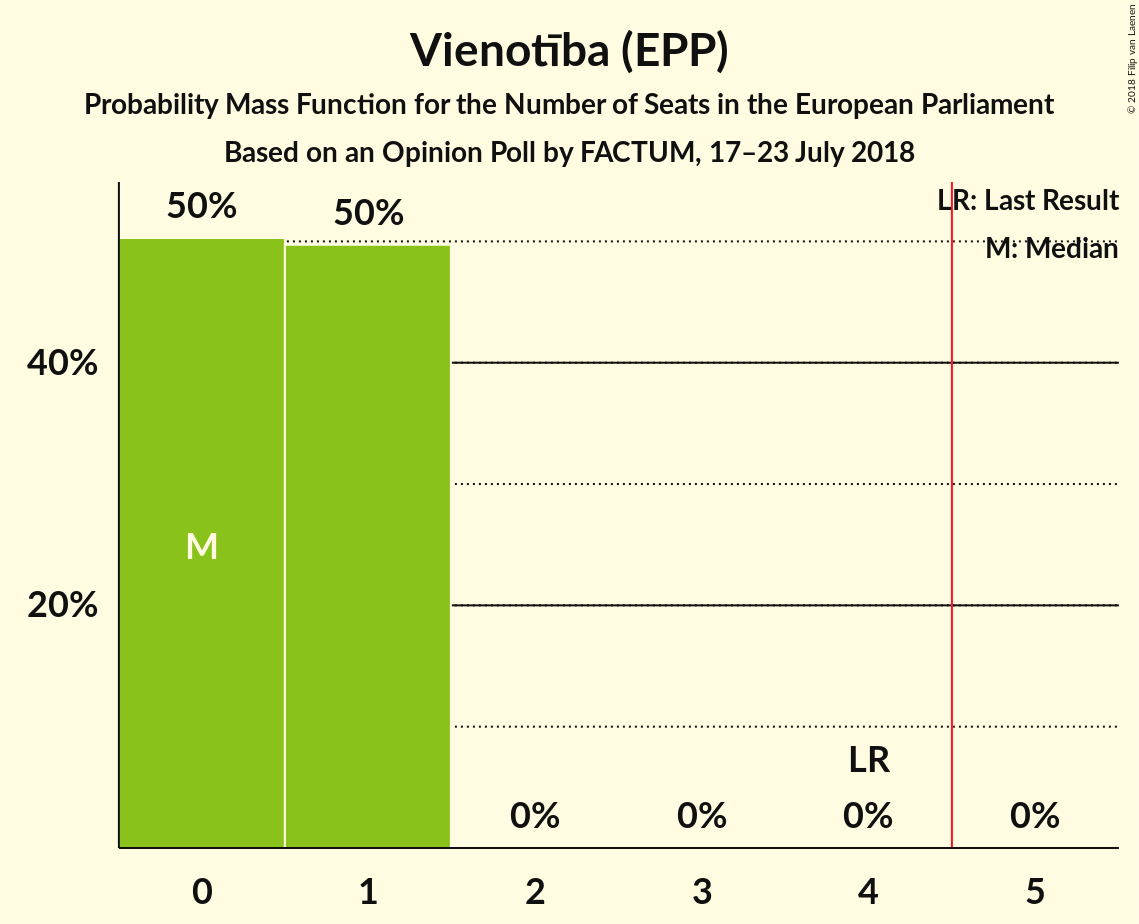 Vienotība (EPP)
Probability Mass Function for the Number of Seats in the European Parliament
Based on an Opinion Poll by FACTUM, 17–23 July 2018
© 2018 Filip van Laenen
50% 50%
LR: Last Result
M: Median
40%
M
20%
LR
0% 0% 0% 0%
0 1 2 3 4 5